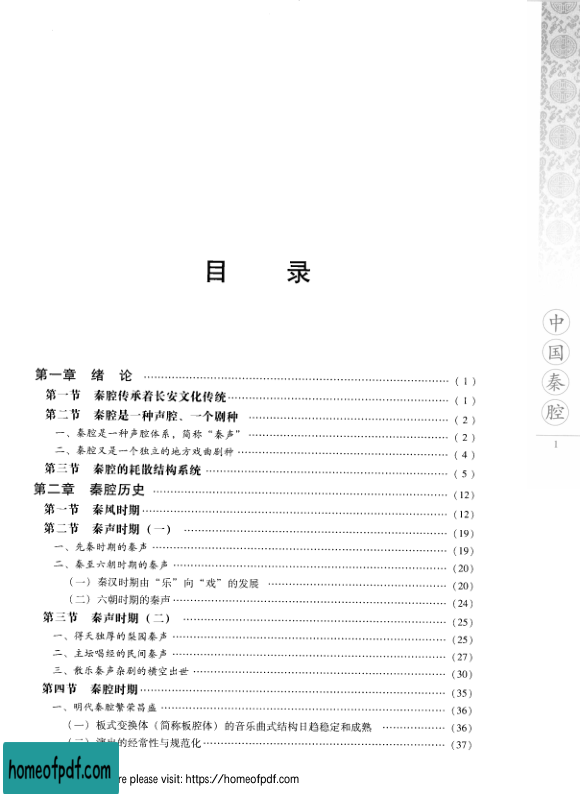 目 录
第一章 绪 论 ……………………………… (1)
第一节 秦腔传承着长安文化传统 ……………………………… (1)
第二节 秦腔是一种声腔、一个剧种 ……………………………… (2)
一、秦腔是一种声腔体系，简称“秦声” ……………………………… (2)
二、秦腔又是一个独立的地方戏曲剧种 ……………………………… (4)
第三节 秦腔的耗散结构系统 ……………………………… (5)
第二章 秦腔历史 ……………………………… (12)
第一节 秦风时期 ……………………………… (12)
第二节 秦声时期（一） ……………………………… (19)
一、先秦时期的秦声 ……………………………… (19)
二、秦至六朝时期的秦声 ……………………………… (20)
（一）秦汉时期由“乐”向“戏”的发展 ……………………………… (20)
（二）六朝时期的秦声 ……………………………… (24)
第三节 秦声时期（二） ……………………………… (25)
一、得天独厚的梨园秦声 ……………………………… (25)
二、主坛唱经的民间秦声 ……………………………… (27)
三、散乐秦声杂剧的横空出世 ……………………………… (30)
第四节 秦腔时期 ……………………………… (35)
一、明代秦腔繁荣昌盛 ……………………………… (36)
（一）板式变换体（简称板腔体）的音乐曲式结构日趋稳定和成熟 ……………… (36)
的经常性与规范化 ……………………………… (37)
中国秦腔
1
homeofpdf.com
please visit: https://homeofpdf.com